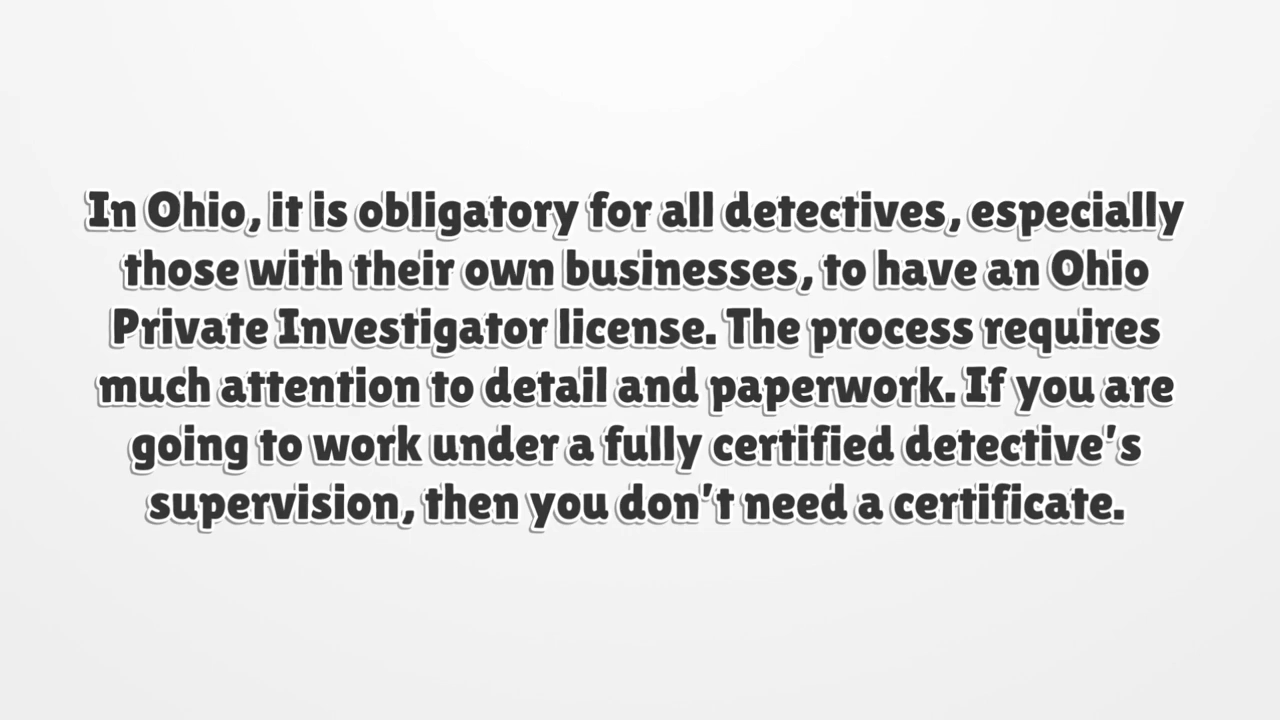 In Ohio, it is obligatory for all detectives, especially
those with their own businesses, to have an Ohio
Private Investigator license. The process requires
much attention to detail and paperwork. If you are
going to work under a fully certified detective's
supervision, then you don't need a certificate.